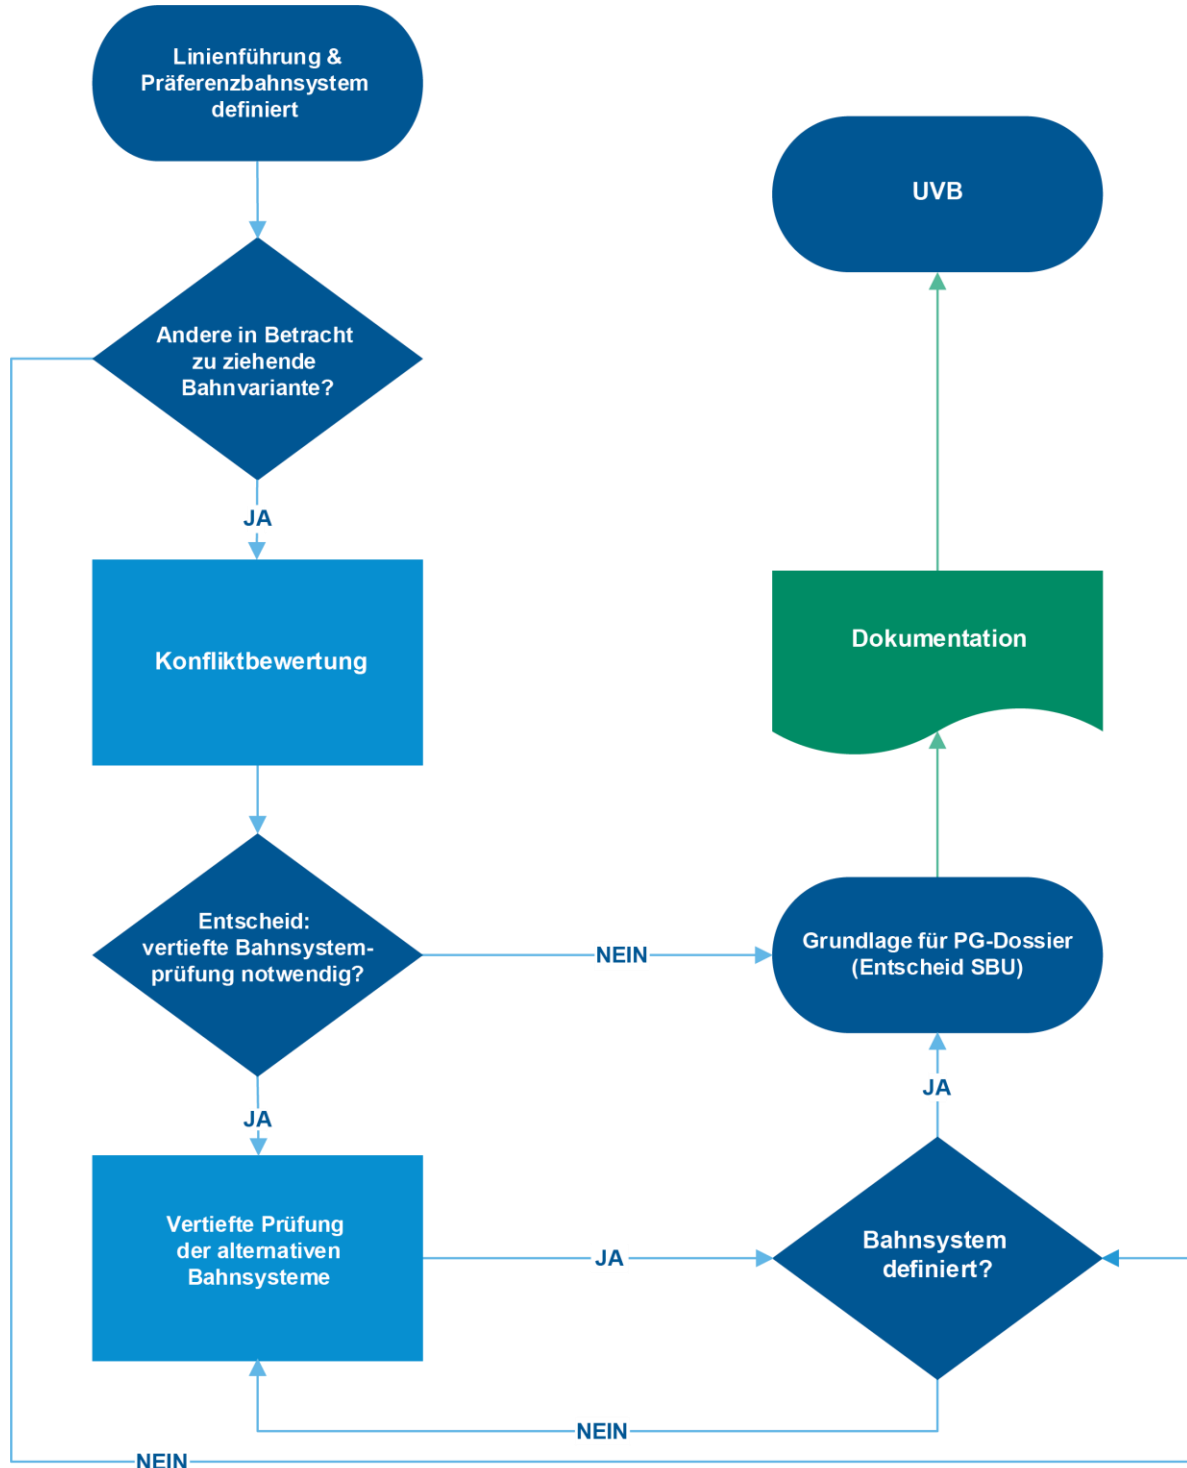 Linienführung &
Präferenzbahnsystem
definiert
Andere in Betracht
zu ziehende
Bahnvariante?
JA
Konfliktbewertung
Entscheid:
vertiefte Bahnsystem-
prüfung notwendig?
NEIN
JA
Vertiefte Prüfung
der alternativen
Bahnsysteme
JA
Bahnsystem
definiert?
NEIN
NEIN
JA
Grundlage für PG-Dossier
(Entscheid SBU)
Dokumentation
UVB